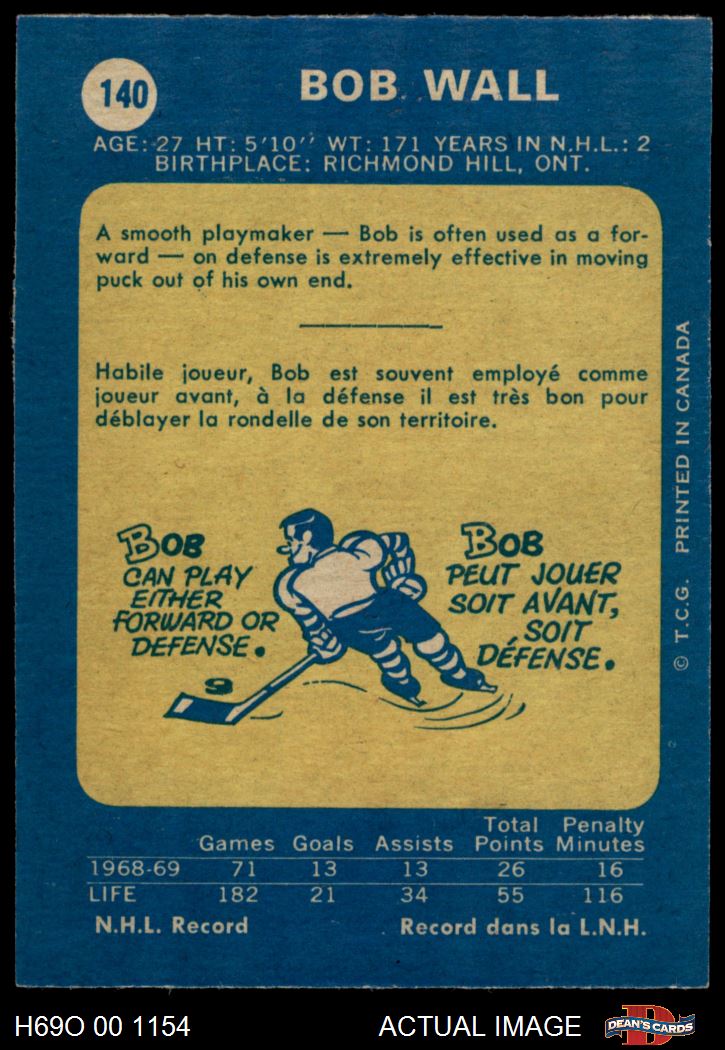 140
BOB WALL
AGE: 27 HT: 5'10'' WT: 171 YEARS IN N.H.L.: 2
BIRTHPLACE: RICHMOND HILL, ONT.
A smooth playmaker — Bob is often used as a for-
ward — on defense is extremely effective in moving
puck out of his own end.
Habile joueur, Bob est souvent employé comme
joueur avant, à la défense il est très bon pour
déblayer la rondelle de son territoire.
BOB
CAN PLAY
EITHER
FORWARD OR
DEFENSE.
BOB
PEUT JOUER
SOIT AVANT,
SOIT
DÉFENSE.
© T.C.G. PRINTED IN CANADA
Games Goals Assists Total Points Penalty Minutes
1968-69 71 13 13 26 16
LIFE 182 21 34 55 116
N.H.L. Record Record dans la L.N.H.
H69O 00 1154 ACTUAL IMAGE
D
DEAN'S CARDS